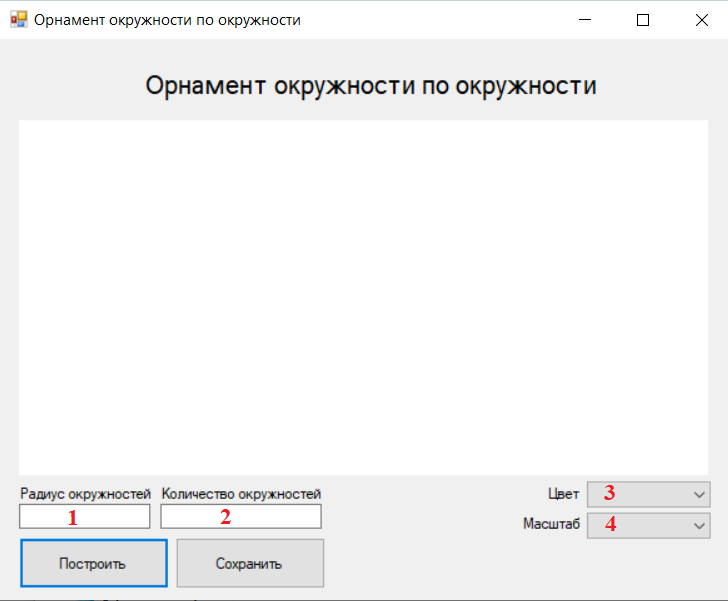 Орнамент окружности по окружности
Орнамент окружности по окружности
Радиус окружностей Количество окружностей
1 2
Цвет 3
Масштаб 4
Построить Сохранить